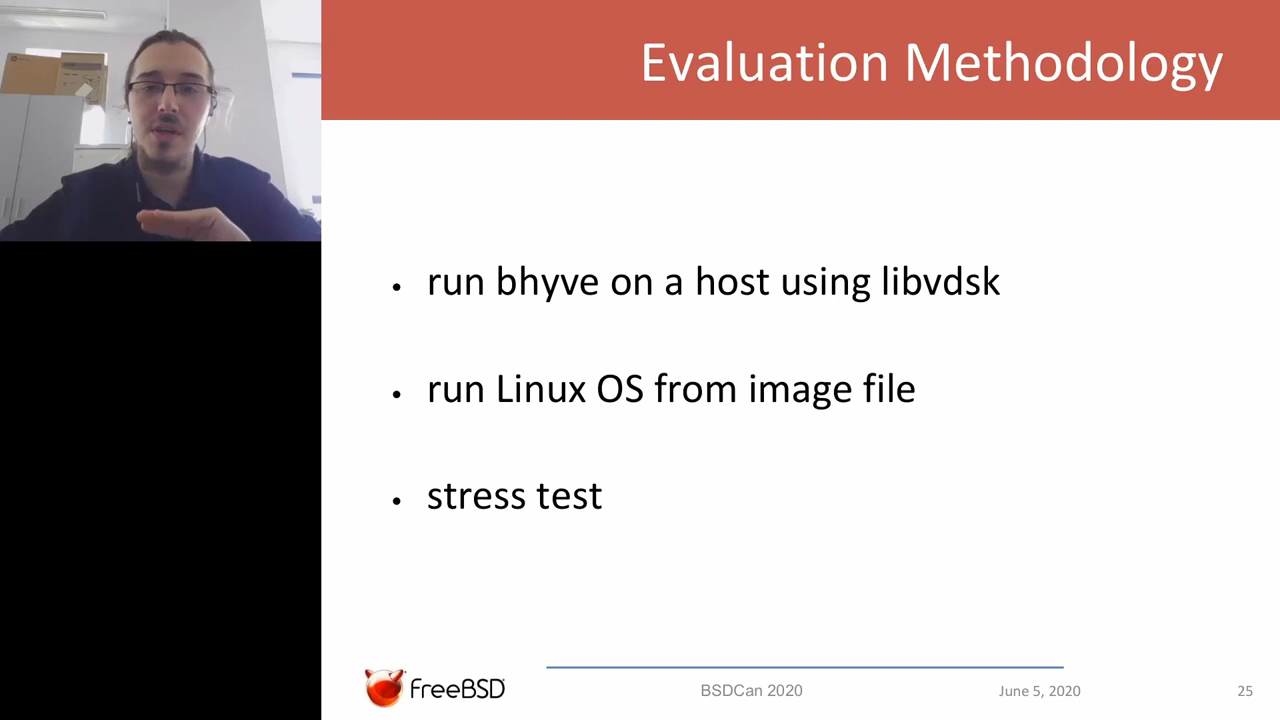 Evaluation Methodology
• run bhyve on a host using libvdsk
• run Linux OS from image file
• stress test
FreeBSD
BSDCan 2020
June 5, 2020
25